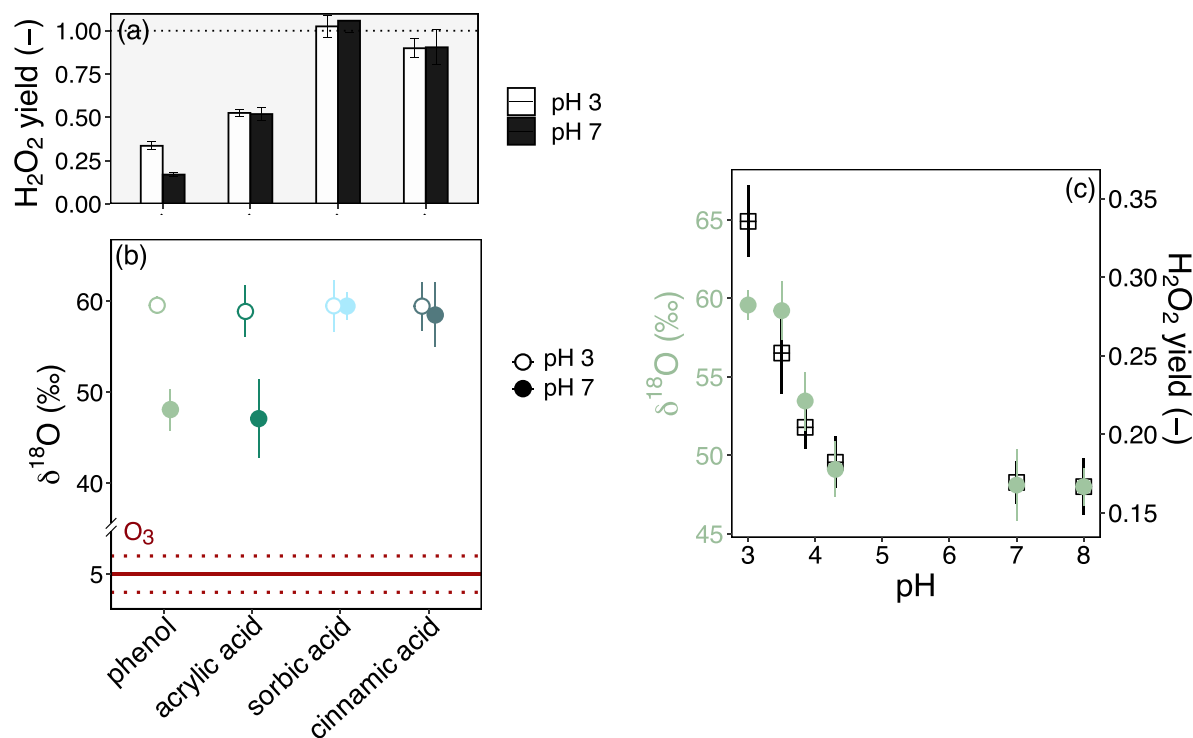 (a)
H₂O₂ yield (−)
1.00
0.75
0.50
0.25
0.00
pH 3
pH 7
(b)
δ¹⁸O (‰)
60
50
40
5
O₃
phenol
acrylic acid
sorbic acid
cinnamic acid
pH 3
pH 7
(c)
δ¹⁸O (‰)
65
60
55
50
45
0.35
0.30
0.25
0.20
0.15
H₂O₂ yield (−)
3 4 5 6 7 8
pH